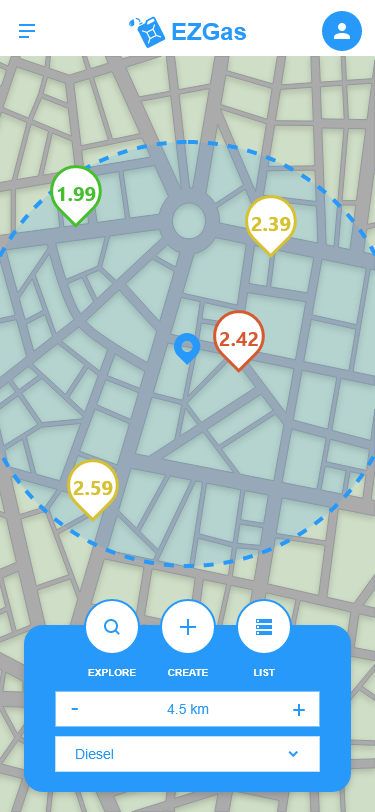 EZGas
1.99
2.39
2.42
2.59
EXPLORE CREATE LIST
- 4.5 km +
Diesel